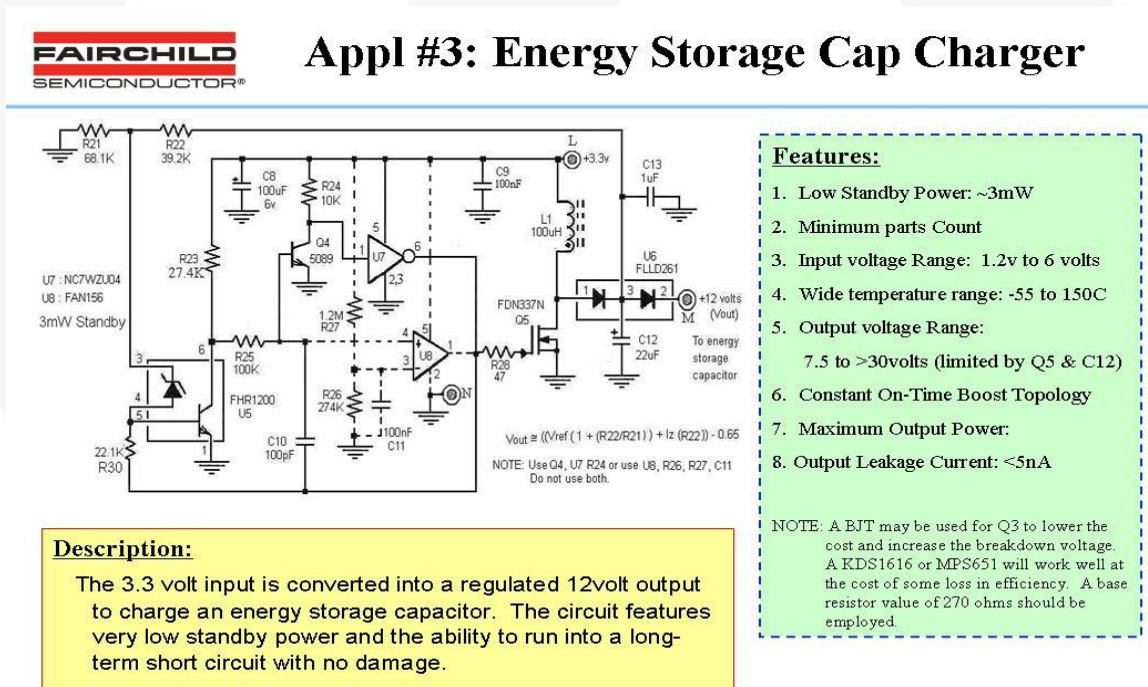 FAIRCHILD
SEMICONDUCTOR®
Appl #3: Energy Storage Cap Charger
R21
68.1K
R22
39.2K
C8
100uF
6v
R24
10K
C9
100nF
L
+3.3v
C13
1uF
L1
100uH
R23
27.4K
Q4
5089
5
1
U7
6
2,3
U6
FLLD261
U7 : NC7WZU04
U8 : FAN156
3mW Standby
1.2M
R27
FDN337N
Q5
1
3
2
+12 volts
(Vout)
M
6
R25
100K
4
+
5
3
-
U8
1
2
R28
47
+
C12
22uF
To energy
storage
capacitor
3
4
5
FHR1200
U5
1
R26
274K
N
22.1K
R30
C10
100pF
100nF
C11
Vout ≅ ((Vref ( 1 + (R22/R21) ) + Iz (R22)) - 0.65
NOTE: Use Q4, U7 R24 or use U8, R26, R27, C11
Do not use both.
Features:
1. Low Standby Power: ~3mW
2. Minimum parts Count
3. Input voltage Range: 1.2v to 6 volts
4. Wide temperature range: -55 to 150C
5. Output voltage Range:
7.5 to >30volts (limited by Q5 & C12)
6. Constant On-Time Boost Topology
7. Maximum Output Power:
8. Output Leakage Current: <5nA
NOTE: A BJT may be used for Q3 to lower the
cost and increase the breakdown voltage.
A KDS1616 or MPS651 will work well at
the cost of some loss in efficiency. A base
resistor value of 270 ohms should be
employed.
Description:
The 3.3 volt input is converted into a regulated 12volt output
to charge an energy storage capacitor. The circuit features
very low standby power and the ability to run into a long-
term short circuit with no damage.